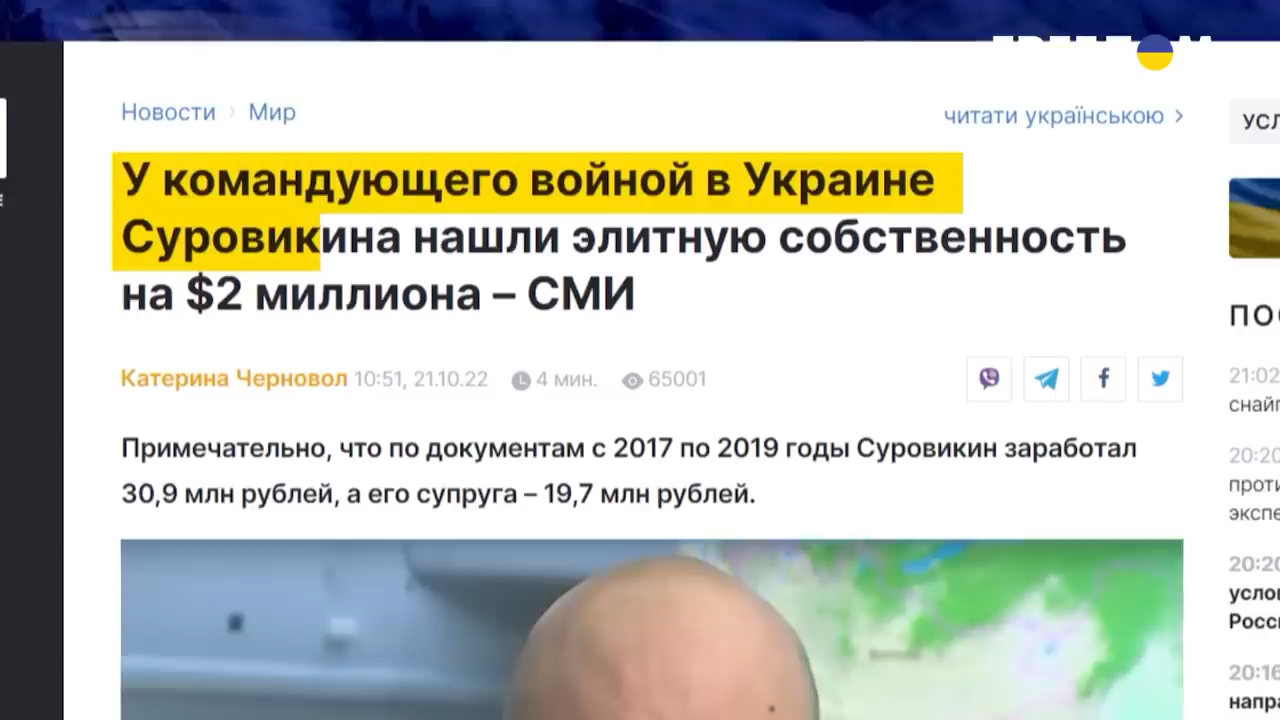 Новости › Мир
читати українською ›
У командующего войной в Украине
Суровикина нашли элитную собственность
на $2 миллиона – СМИ
Катерина Черновол 10:51, 21.10.22 4 мин. 65001
Примечательно, что по документам с 2017 по 2019 годы Суровикин заработал
30,9 млн рублей, а его супруга – 19,7 млн рублей.
21:02
20:20
20:20
20:16